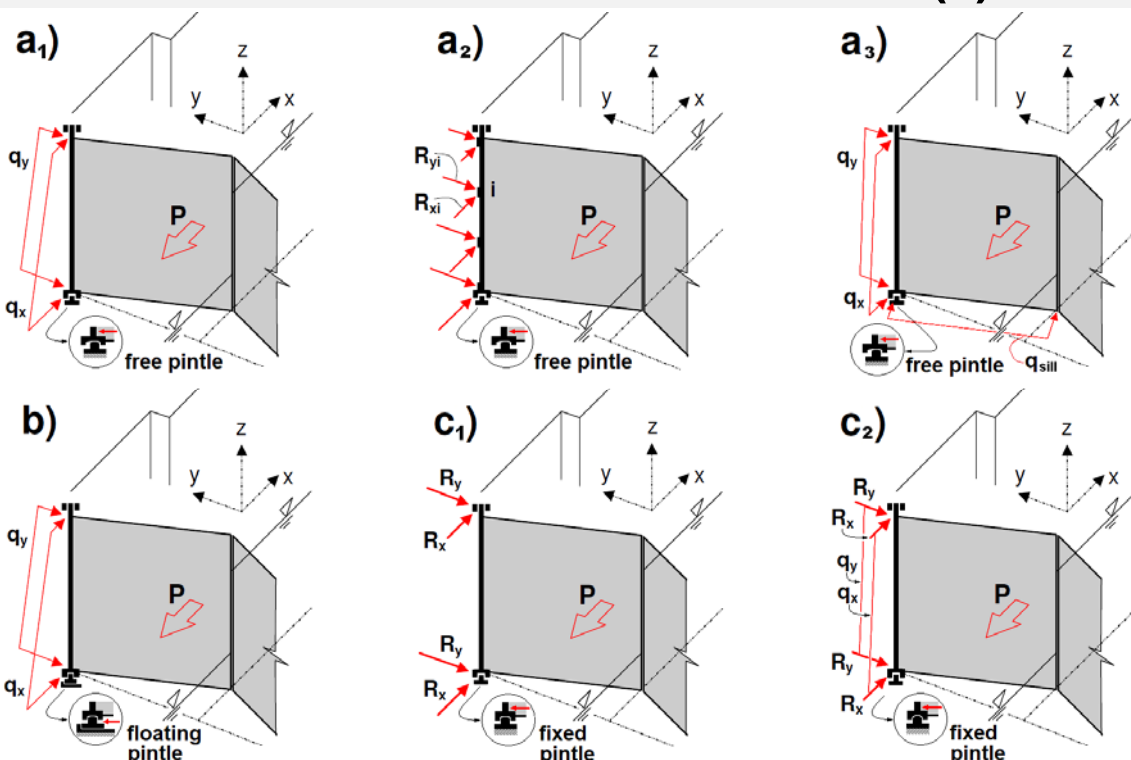 a₁)
z
y
x
qy
P
qx
free pintle
a₂)
z
y
x
Ryi
i
Rxi
P
free pintle
a₃)
z
y
x
qy
P
qx
free pintle
qsill
b)
z
y
x
qy
P
qx
floating
pintle
c₁)
z
y
x
Ry
Rx
P
Ry
Rx
fixed
pintle
c₂)
z
y
x
Ry
Rx
qy
qx
P
Ry
Rx
fixed
pintle